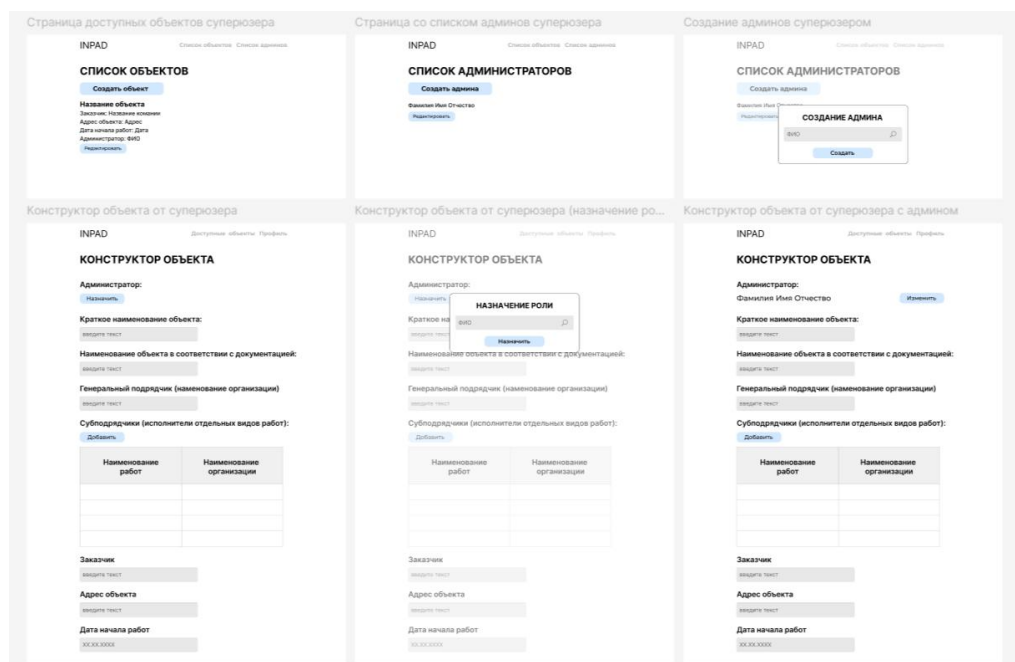 Страница доступных объектов суперюзера
INPAD
Список объектов Список админов
СПИСОК ОБЪЕКТОВ
Создать объект
Название объекта
Заказчик: Название компании
Адрес объекта: Адрес
Дата начала работ: Дата
Администратор: ФИО
Редактировать
Страница со списком админов суперюзера
INPAD
Список объектов Список админов
СПИСОК АДМИНИСТРАТОРОВ
Создать админа
Фамилия Имя Отчество
Редактировать
Создание админов суперюзером
INPAD
Список объектов Список админов
СПИСОК АДМИНИСТРАТОРОВ
Создать админа
Фамилия Имя Отчество
Редактировать
СОЗДАНИЕ АДМИНА
ФИО
Создать
Конструктор объекта от суперюзера
INPAD
Доступные объекты Профиль
КОНСТРУКТОР ОБЪЕКТА
Администратор:
Назначить
Краткое наименование объекта:
введите текст
Наименование объекта в соответствии с документацией:
введите текст
Генеральный подрядчик (наменование организации)
введите текст
Субподрядчики (исполнители отдельных видов работ):
Добавить
Наименование работ
Наименование организации
Заказчик
введите текст
Адрес объекта
введите текст
Дата начала работ
XX.XX.XXXX
Конструктор объекта от суперюзера (назначение ро...
INPAD
Доступные объекты Профиль
КОНСТРУКТОР ОБЪЕКТА
Администратор:
Назначить
НАЗНАЧЕНИЕ РОЛИ
ФИО
Назначить
Краткое на
введите текст
Наименование объекта в соответствии с документацией:
введите текст
Генеральный подрядчик (наменование организации)
введите текст
Субподрядчики (исполнители отдельных видов работ):
Добавить
Наименование работ
Наименование организации
Заказчик
введите текст
Адрес объекта
введите текст
Дата начала работ
XX.XX.XXXX
Конструктор объекта от суперюзера с админом
INPAD
Доступные объекты Профиль
КОНСТРУКТОР ОБЪЕКТА
Администратор:
Фамилия Имя Отчество
Изменить
Краткое наименование объекта:
введите текст
Наименование объекта в соответствии с документацией:
введите текст
Генеральный подрядчик (наменование организации)
введите текст
Субподрядчики (исполнители отдельных видов работ):
Добавить
Наименование работ
Наименование организации
Заказчик
введите текст
Адрес объекта
введите текст
Дата начала работ
XX.XX.XXXX